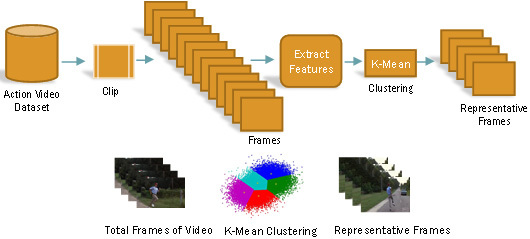 Action Video
Dataset
Clip
Frames
Extract
Features
K-Mean
Clustering
Representative
Frames
Total Frames of Video
K-Mean Clustering
Representative Frames